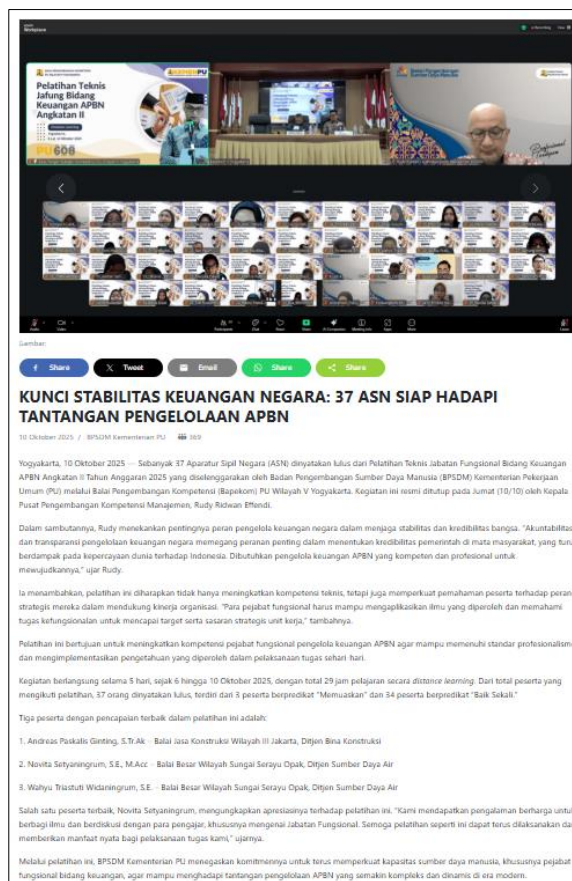 Workplace
Pelatihan Teknis
Jafung Bidang
Keuangan APBN
Angkatan II
PU608
Gambar:
Share
Tweet
Email
Share
Share
KUNCI STABILITAS KEUANGAN NEGARA: 37 ASN SIAP HADAPI
TANTANGAN PENGELOLAAN APBN
10 Oktober 2025 / BPSDM Kementerian PU 369
Yogyakarta, 10 Oktober 2025 — Sebanyak 37 Aparatur Sipil Negara (ASN) dinyatakan lulus dari Pelatihan Teknis Jabatan Fungsional Bidang Keuangan
APBN Angkatan II Tahun Anggaran 2025 yang diselenggarakan oleh Badan Pengembangan Sumber Daya Manusia (BPSDM) Kementerian Pekerjaan
Umum (PU) melalui Balai Pengembangan Kompetensi (Bapekom) PU Wilayah V Yogyakarta. Kegiatan ini resmi ditutup pada Jumat (10/10) oleh Kepala
Pusat Pengembangan Kompetensi Manajemen, Rudy Ridwan Effendi.
Dalam sambutannya, Rudy menekankan pentingnya peran pengelola keuangan negara dalam menjaga stabilitas dan kredibilitas bangsa. "Akuntabilitas
dan transparansi pengelolaan keuangan negara memegang peranan penting dalam menentukan kredibilitas pemerintah di mata masyarakat, yang turu
berdampak pada kepercayaan dunia terhadap Indonesia. Dibutuhkan pengelola keuangan APBN yang kompeten dan profesional untuk
mewujudkannya," ujar Rudy.
Ia menambahkan, pelatihan ini diharapkan tidak hanya meningkatkan kompetensi teknis, tetapi juga memperkuat pemahaman peserta terhadap peran
strategis mereka dalam mendukung kinerja organisasi. "Para pejabat fungsional harus mampu mengaplikasikan ilmu yang diperoleh dan memahami
tugas kefungsionalan untuk mencapai target serta sasaran strategis unit kerja," tambahnya.
Pelatihan ini bertujuan untuk meningkatkan kompetensi pejabat fungsional pengelola keuangan APBN agar mampu memenuhi standar profesionalisme
dan mengimplementasikan pengetahuan yang diperoleh dalam pelaksanaan tugas sehari hari.
Kegiatan berlangsung selama 5 hari, sejak 6 hingga 10 Oktober 2025, dengan total 29 jam pelajaran secara distance learning. Dari total peserta yang
mengikuti pelatihan, 37 orang dinyatakan lulus, terdiri dari 3 peserta berpredikat "Memuaskan" dan 34 peserta berpredikat "Baik Sekali."
Tiga peserta dengan pencapaian terbaik dalam pelatihan ini adalah:
1. Andreas Paskalis Ginting, S.Tr.Ak – Balai Jasa Konstruksi Wilayah III Jakarta, Ditjen Bina Konstruksi
2. Novita Setyaningrum, S.E., M.Acc – Balai Besar Wilayah Sungai Serayu Opak, Ditjen Sumber Daya Air
3. Wahyu Triastuti Widaningrum, S.E. – Balai Besar Wilayah Sungai Serayu Opak, Ditjen Sumber Daya Air
Salah satu peserta terbaik, Novita Setyaningrum, mengungkapkan apresiasinya terhadap pelatihan ini. "Kami mendapatkan pengalaman berharga untu
berbagi ilmu dan berdiskusi dengan para pengajar, khususnya mengenai Jabatan Fungsional. Semoga pelatihan seperti ini dapat terus dilaksanakan da
memberikan manfaat nyata bagi pelaksanaan tugas kami," ujarnya.
Melalui pelatihan ini, BPSDM Kementerian PU menegaskan komitmennya untuk terus memperkuat kapasitas sumber daya manusia, khususnya pejabat
fungsional bidang keuangan, agar mampu menghadapi tantangan pengelolaan APBN yang semakin kompleks dan dinamis di era modern.